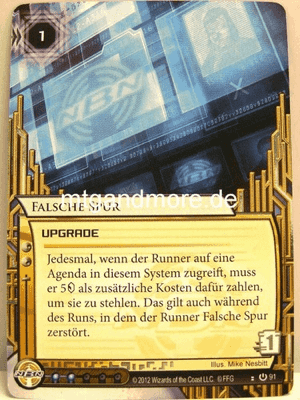 1
NBN
mtgandmore.de
FALSCHE SPUR
UPGRADE
Jedesmal, wenn der Runner auf eine
Agenda in diesem System zugreift, muss
er 5 als zusätzliche Kosten dafür zahlen,
um sie zu stehlen. Das gilt auch während
des Runs, in dem der Runner Falsche Spur
zerstört.
1
Illus. Mike Nesbitt
NBN
© 2012 Wizards of the Coast LLC. © FFG
91